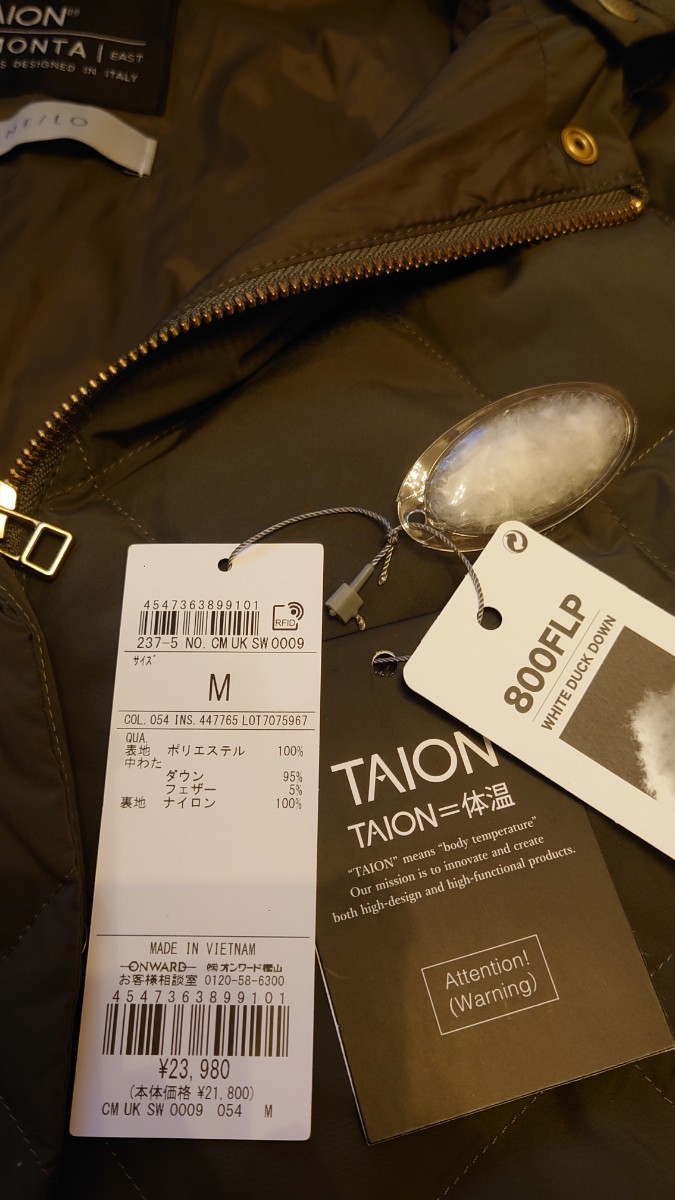 AION
MONTA | EAST
S DESIGNED IN ITALY
4547363899101
RFID
237-5 NO. CM UK SW 0009
サイズ
M
COL. 054 INS. 447765 LOT7075967
QUA.
表地 ポリエステル 100%
中わた
ダウン 95%
フェザー 5%
裏地 ナイロン 100%
MADE IN VIETNAM
ONWARD ㈱オンワード樫山
お客様相談室 0120-58-6300
4547363899101
¥23,980
(本体価格 ¥21,800)
CM UK SW 0009 054 M
800FLP
WHITE DUCK DOWN
TAION
TAION=体温
"TAION" means "body temperature"
Our mission is to innovate and create
both high-design and high-functional products.
Attention!
(Warning)